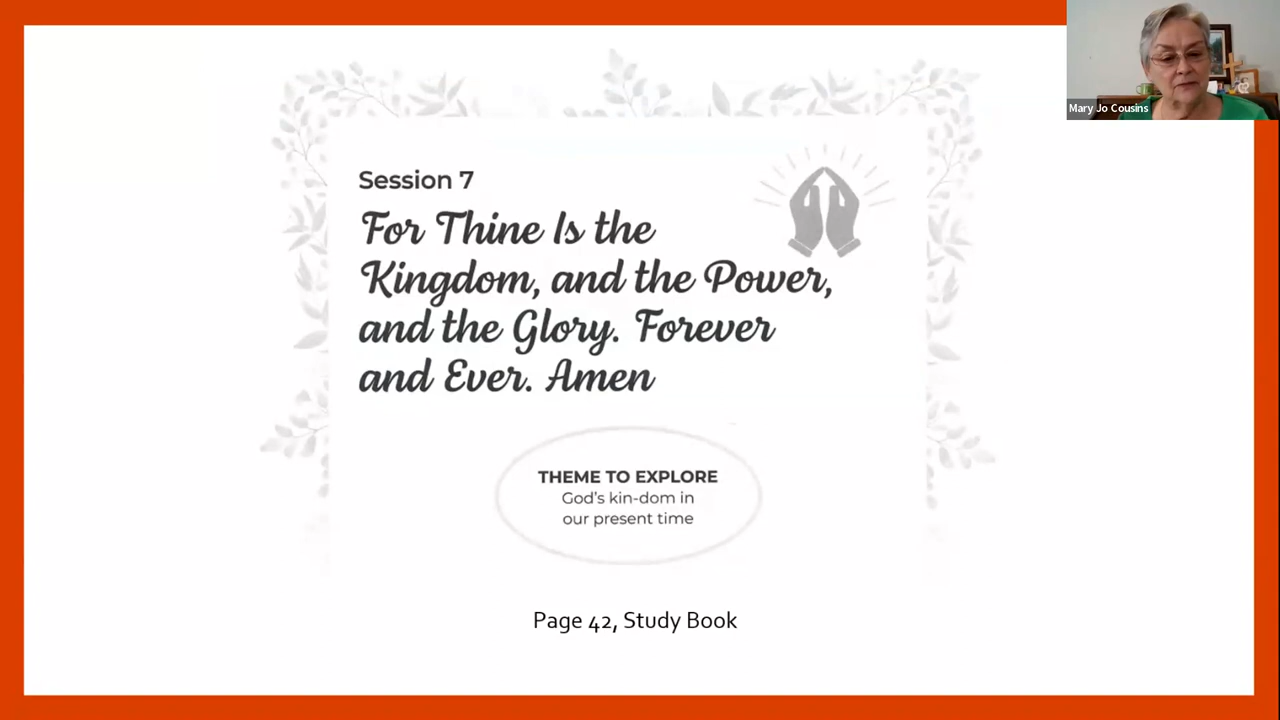 Mary Jo Cousins
Session 7
For Thine Is the
Kingdom, and the Power,
and the Glory. Forever
and Ever. Amen
THEME TO EXPLORE
God's kin-dom in
our present time
Page 42, Study Book